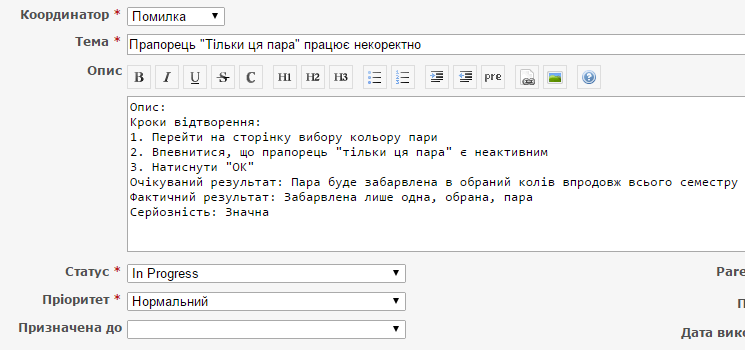 Координатор * Помилка
Тема * Прапорець "Тільки ця пара" працює некоректно
Опис B I U S C H1 H2 H3 pre
Опис:
Кроки відтворення:
1. Перейти на сторінку вибору кольору пари
2. Впевнитися, що прапорець "тільки ця пара" є неактивним
3. Натиснути "ОК"
Очікуваний результат: Пара буде забарвлена в обраний колів впродовж всього семестру
Фактичний результат: Забарвлена лише одна, обрана, пара
Серйозність: Значна
Статус * In Progress
Pare
Пріоритет * Нормальний
П
Призначена до
Дата вик